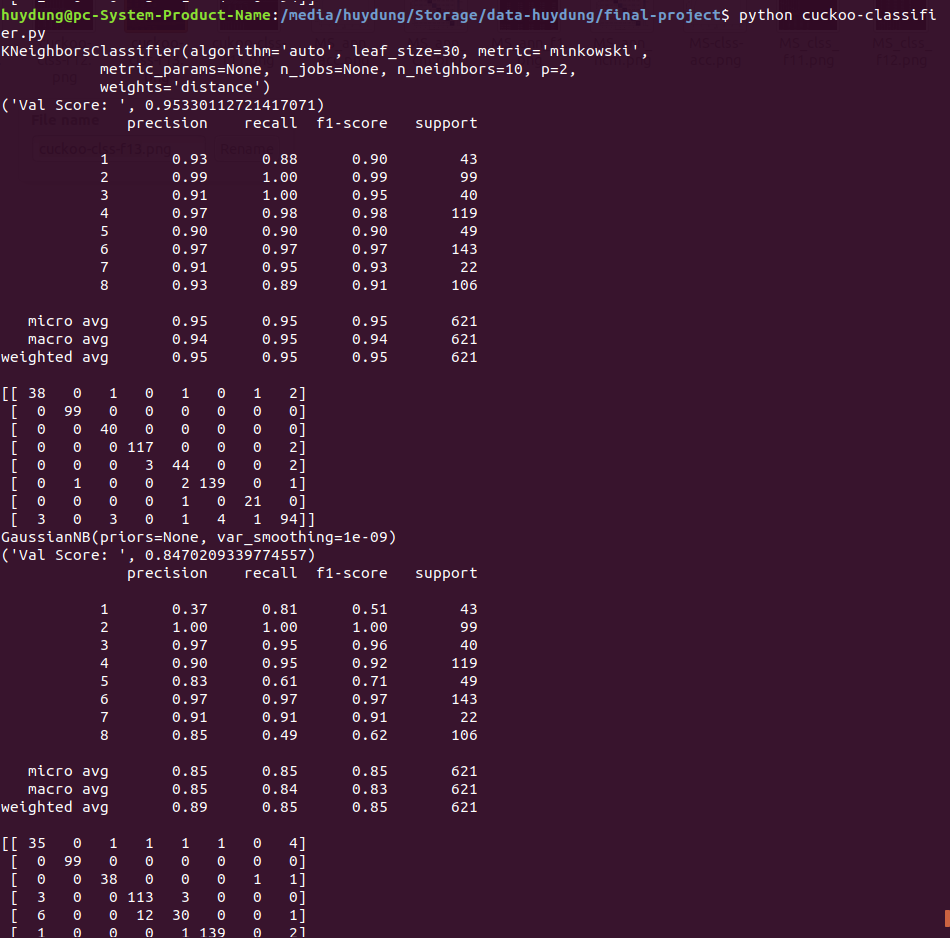 huydung@pc-System-Product-Name:/media/huydung/Storage/data-huydung/final-project$ python cuckoo-classifi
er.py
KNeighborsClassifier(algorithm='auto', leaf_size=30, metric='minkowski',
           metric_params=None, n_jobs=None, n_neighbors=10, p=2,
           weights='distance')
('Val Score: ', 0.95330112721417071)
              precision    recall  f1-score   support

           1       0.93      0.88      0.90        43
           2       0.99      1.00      0.99        99
           3       0.91      1.00      0.95        40
           4       0.97      0.98      0.98       119
           5       0.90      0.90      0.90        49
           6       0.97      0.97      0.97       143
           7       0.91      0.95      0.93        22
           8       0.93      0.89      0.91       106

   micro avg       0.95      0.95      0.95       621
   macro avg       0.94      0.95      0.94       621
weighted avg       0.95      0.95      0.95       621

[[ 38   0   1   0   1   0   1   2]
 [  0  99   0   0   0   0   0   0]
 [  0   0  40   0   0   0   0   0]
 [  0   0   0 117   0   0   0   2]
 [  0   0   0   3  44   0   0   2]
 [  0   1   0   0   2 139   0   1]
 [  0   0   0   0   1   0  21   0]
 [  3   0   3   0   1   4   1  94]]
GaussianNB(priors=None, var_smoothing=1e-09)
('Val Score: ', 0.8470209339774557)
              precision    recall  f1-score   support

           1       0.37      0.81      0.51        43
           2       1.00      1.00      1.00        99
           3       0.97      0.95      0.96        40
           4       0.90      0.95      0.92       119
           5       0.83      0.61      0.71        49
           6       0.97      0.97      0.97       143
           7       0.91      0.91      0.91        22
           8       0.85      0.49      0.62       106

   micro avg       0.85      0.85      0.85       621
   macro avg       0.85      0.84      0.83       621
weighted avg       0.89      0.85      0.85       621

[[ 35   0   1   1   1   1   0   4]
 [  0  99   0   0   0   0   0   0]
 [  0   0  38   0   0   0   1   1]
 [  3   0   0 113   3   0   0   0]
 [  6   0   0  12  30   0   0   1]
 [  1   0   0   0   1 139   0   2]